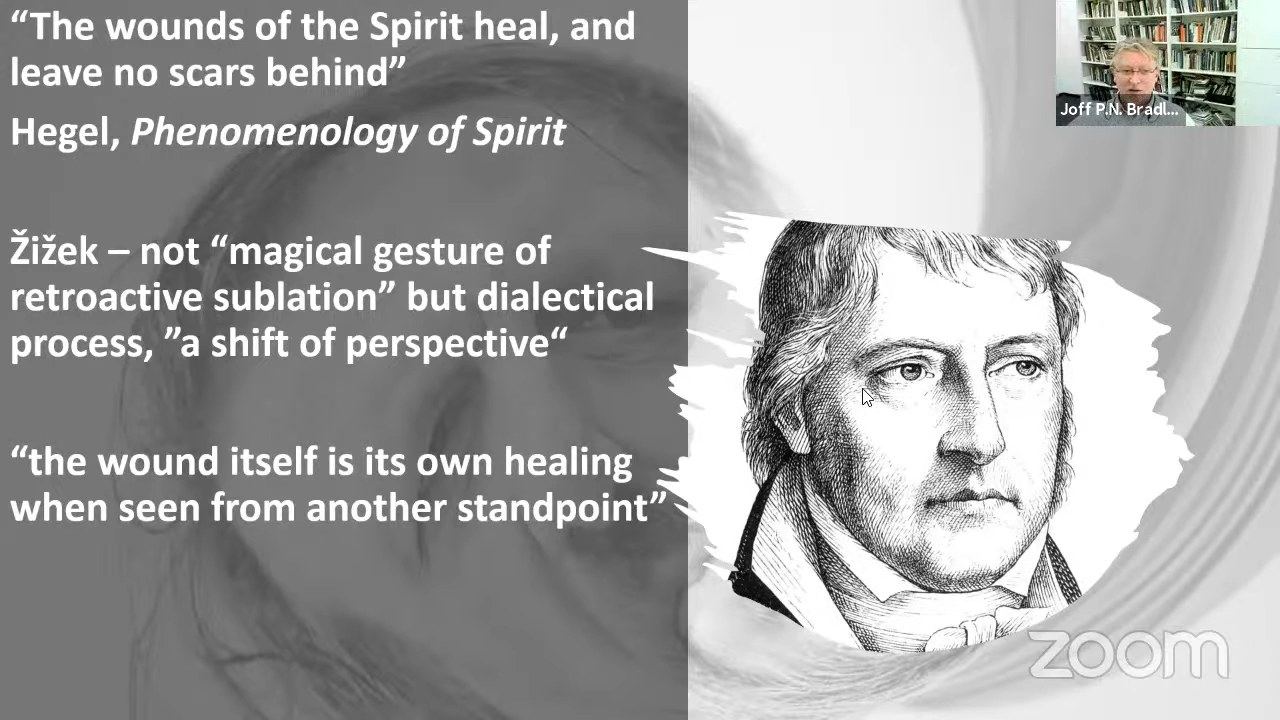 “The wounds of the Spirit heal, and
leave no scars behind”
Hegel, Phenomenology of Spirit
Žižek – not “magical gesture of
retroactive sublation” but dialectical
process, ”a shift of perspective“
“the wound itself is its own healing
when seen from another standpoint”
Joff P.N. Bradl...
zoom